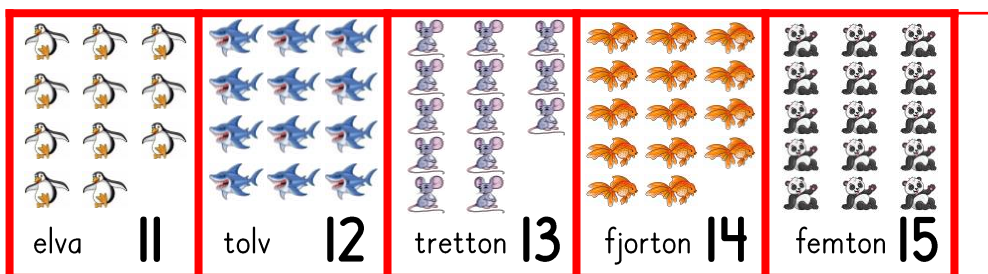 elva 11
tolv 12
tretton 13
fjorton 14
femton 15